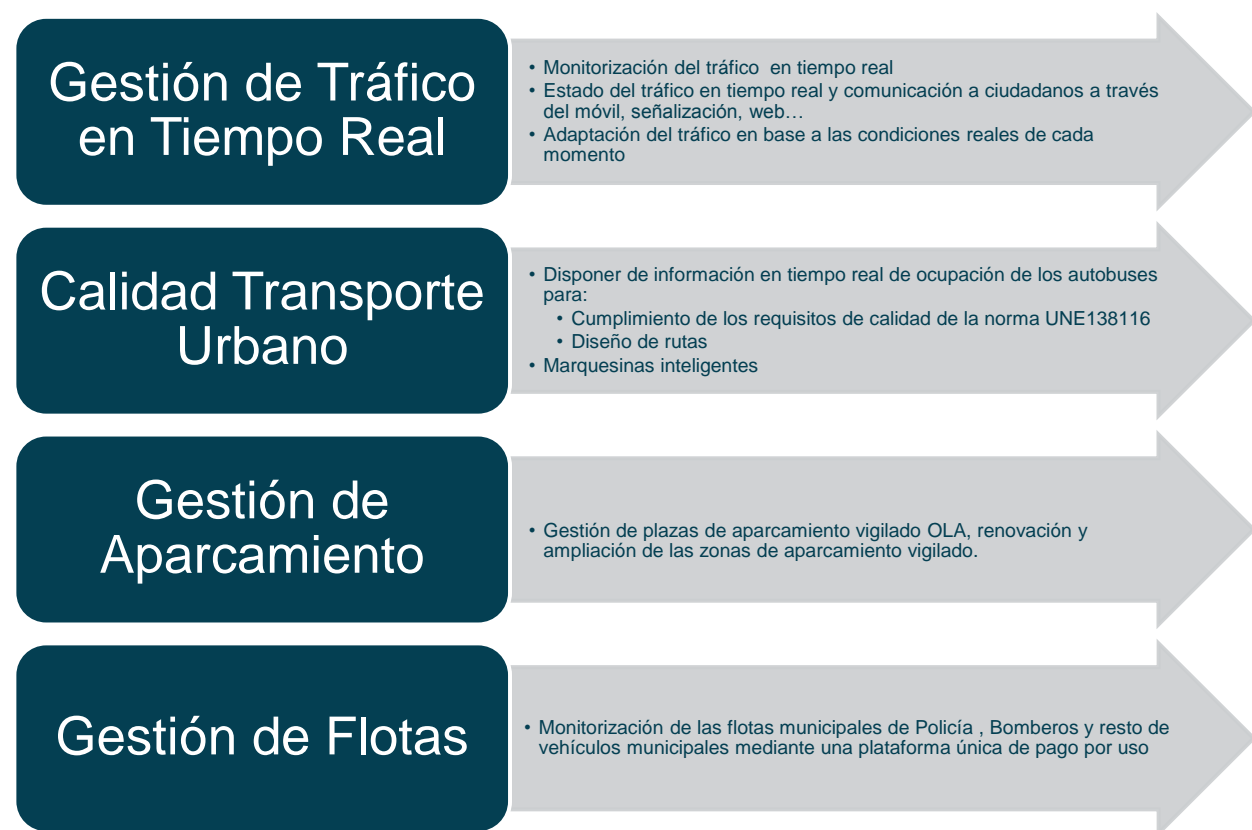 Gestión de Tráfico
en Tiempo Real
• Monitorización del tráfico  en tiempo real
• Estado del tráfico en tiempo real y comunicación a ciudadanos a través
del móvil, señalización, web…
• Adaptación del tráfico en base a las condiciones reales de cada
momento
Calidad Transporte
Urbano
• Disponer de información en tiempo real de ocupación de los autobuses
para:
• Cumplimiento de los requisitos de calidad de la norma UNE138116
• Diseño de rutas
• Marquesinas inteligentes
Gestión de
Aparcamiento
• Gestión de plazas de aparcamiento vigilado OLA, renovación y
ampliación de las zonas de aparcamiento vigilado.
Gestión de Flotas
• Monitorización de las flotas municipales de Policía , Bomberos y resto de
vehículos municipales mediante una plataforma única de pago por uso